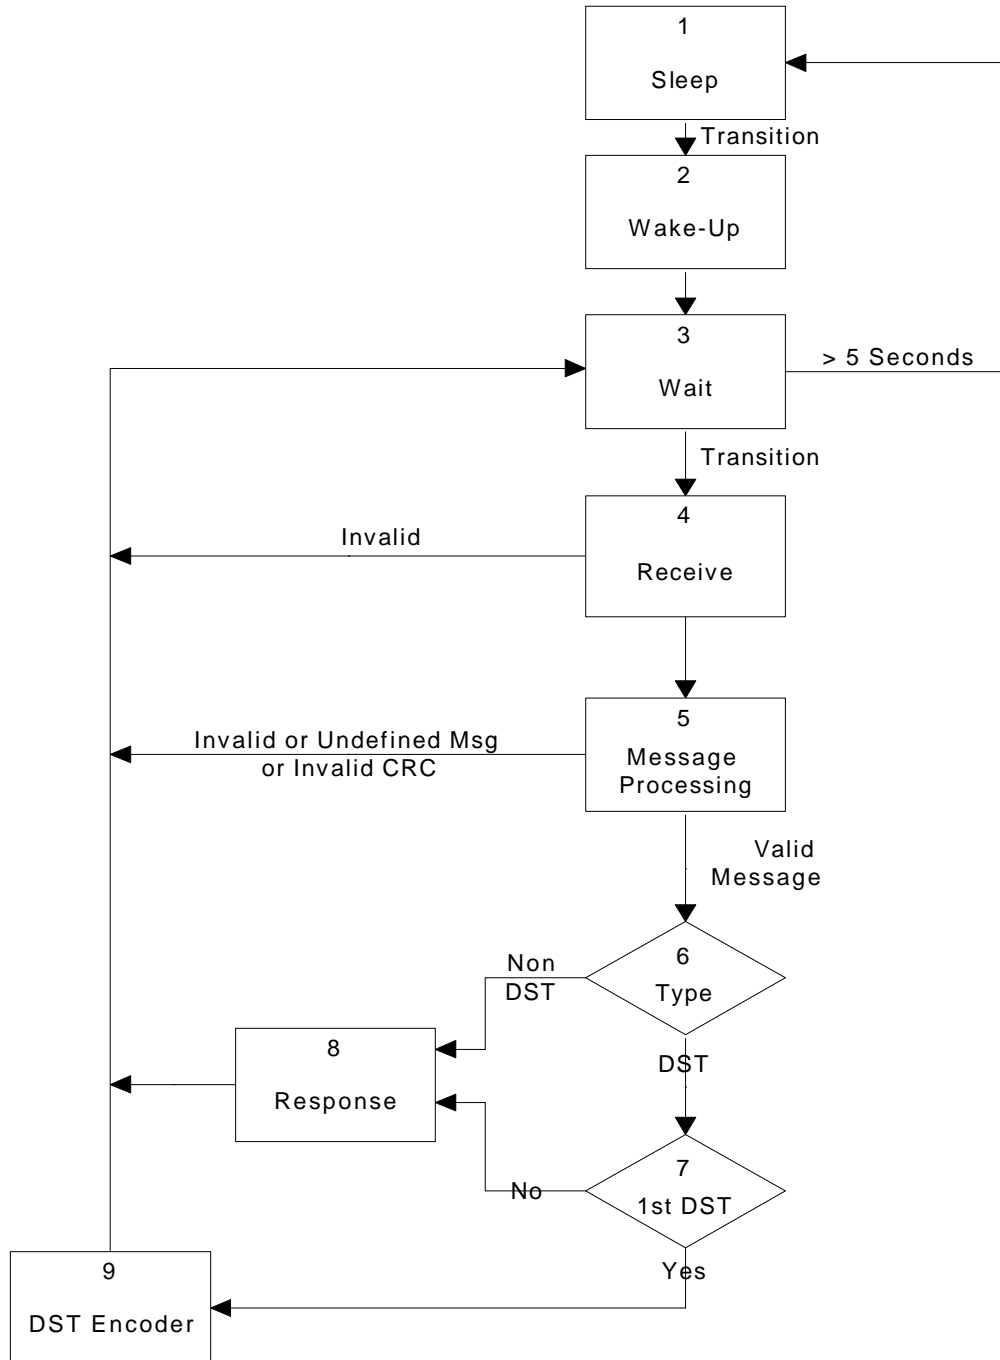 1
Sleep
Transition
2
Wake-Up
3
Wait
> 5 Seconds
Transition
4
Receive
Invalid
5
Message
Processing
Invalid or Undefined Msg
or Invalid CRC
Valid
Message
6
Type
Non
DST
DST
8
Response
7
1st DST
No
Yes
9
DST Encoder